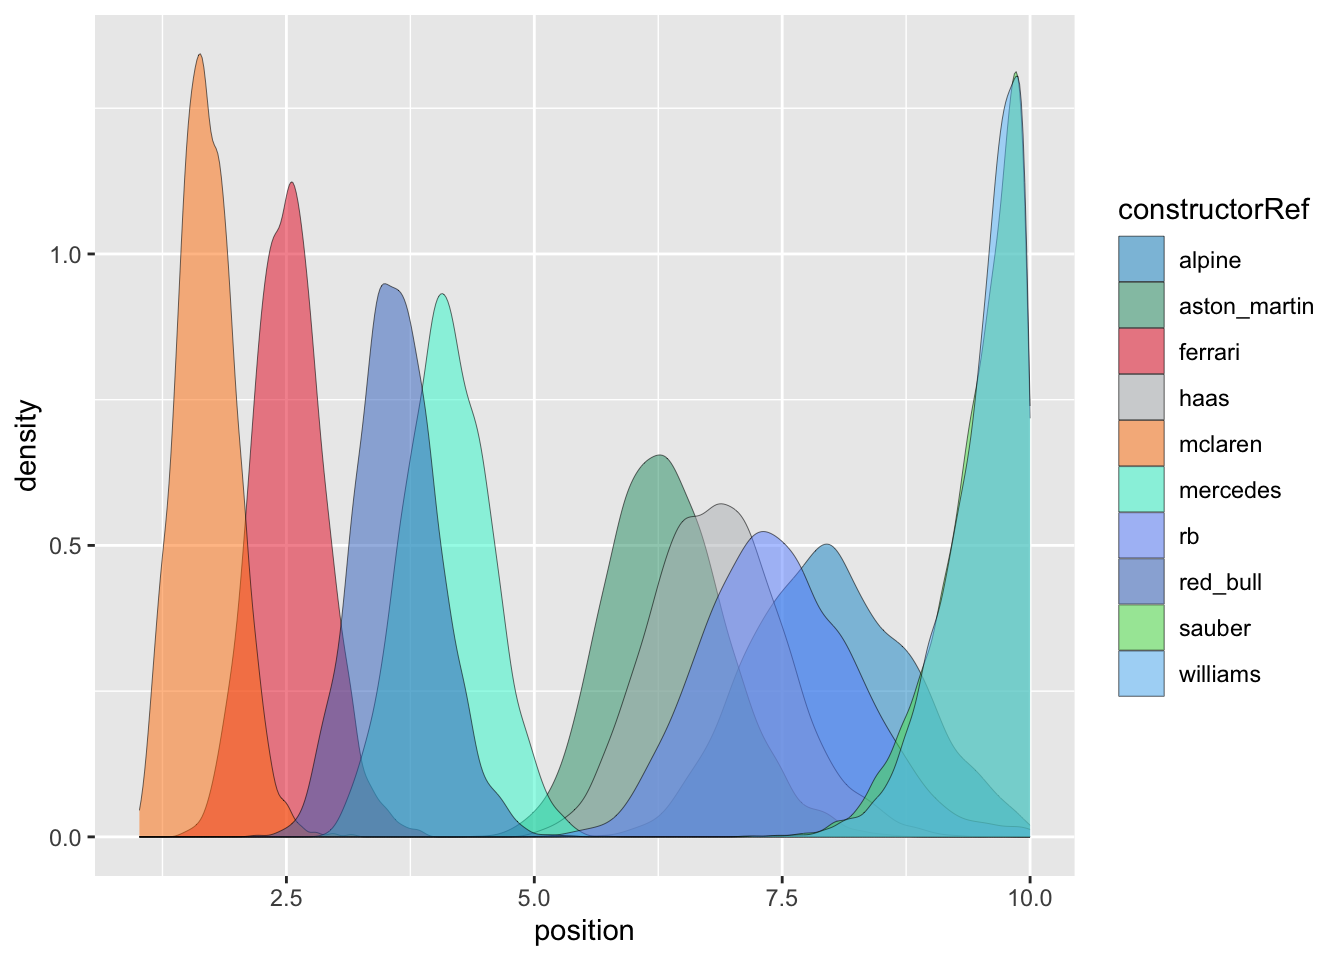 1.0
0.5
0.0
density
2.5
5.0
7.5
10.0
position
constructorRef
alpine
aston_martin
ferrari
haas
mclaren
mercedes
rb
red_bull
sauber
williams